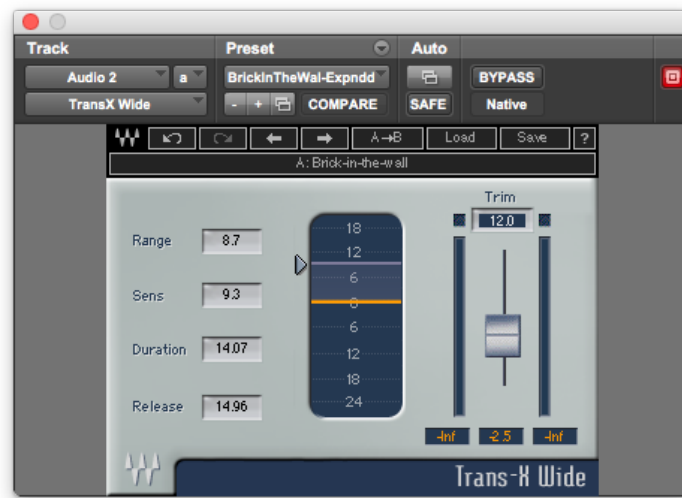 Track Preset Auto
Audio 2 a BrickInTheWal-Expndd BYPASS
TransX Wide - + COMPARE SAFE Native
A→B Load Save ?
A: Brick-in-the-wall
Trim
12.0
Range 8.7
Sens 9.3
Duration 14.07
Release 14.96
18
12
6
0
6
12
18
24
-Inf -2.5 -Inf
Trans-X Wide